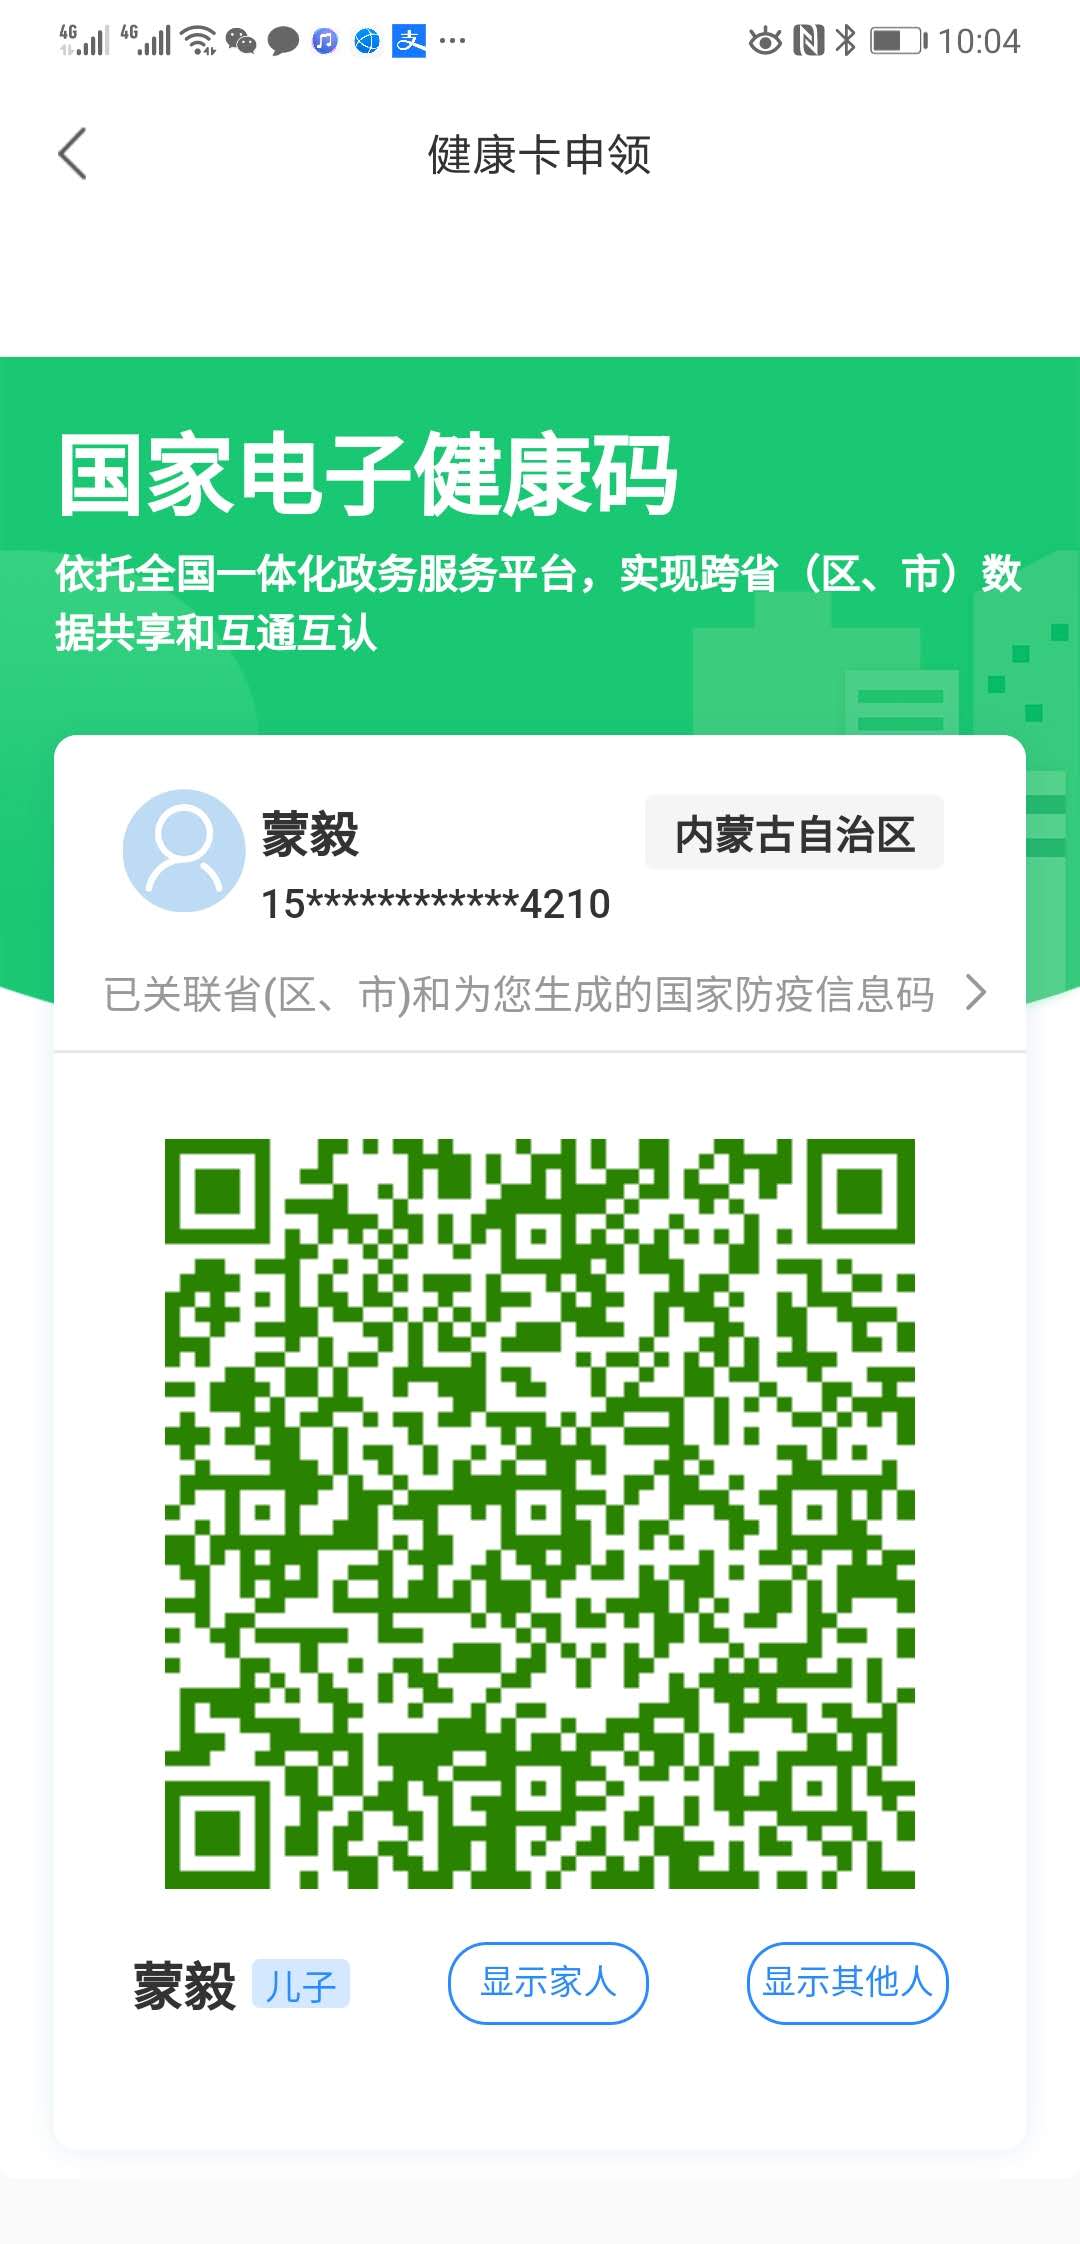 4G 4G 支 ··· 10:04
健康卡申领
国家电子健康码
依托全国一体化政务服务平台，实现跨省（区、市）数
据共享和互通互认
蒙毅 内蒙古自治区
15************4210
已关联省(区、市)和为您生成的国家防疫信息码
蒙毅 儿子 显示家人 显示其他人